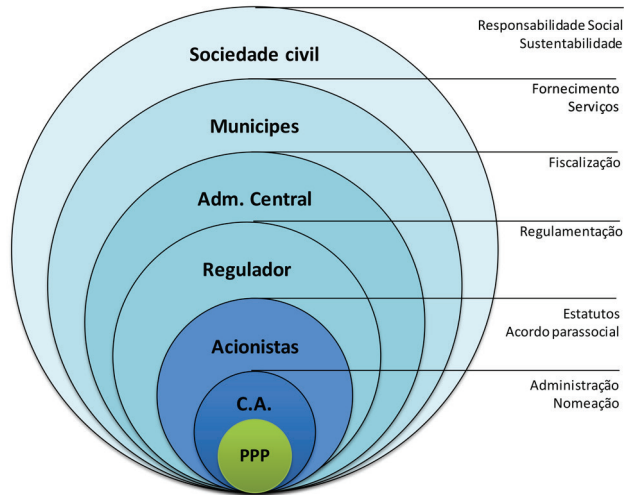 Responsabilidade Social
Sustentabilidade
Sociedade civil
Fornecimento
Serviços
Municipes
Fiscalização
Adm. Central
Regulamentação
Regulador
Estatutos
Acordo parassocial
Acionistas
Administração
Nomeação
C.A.
PPP